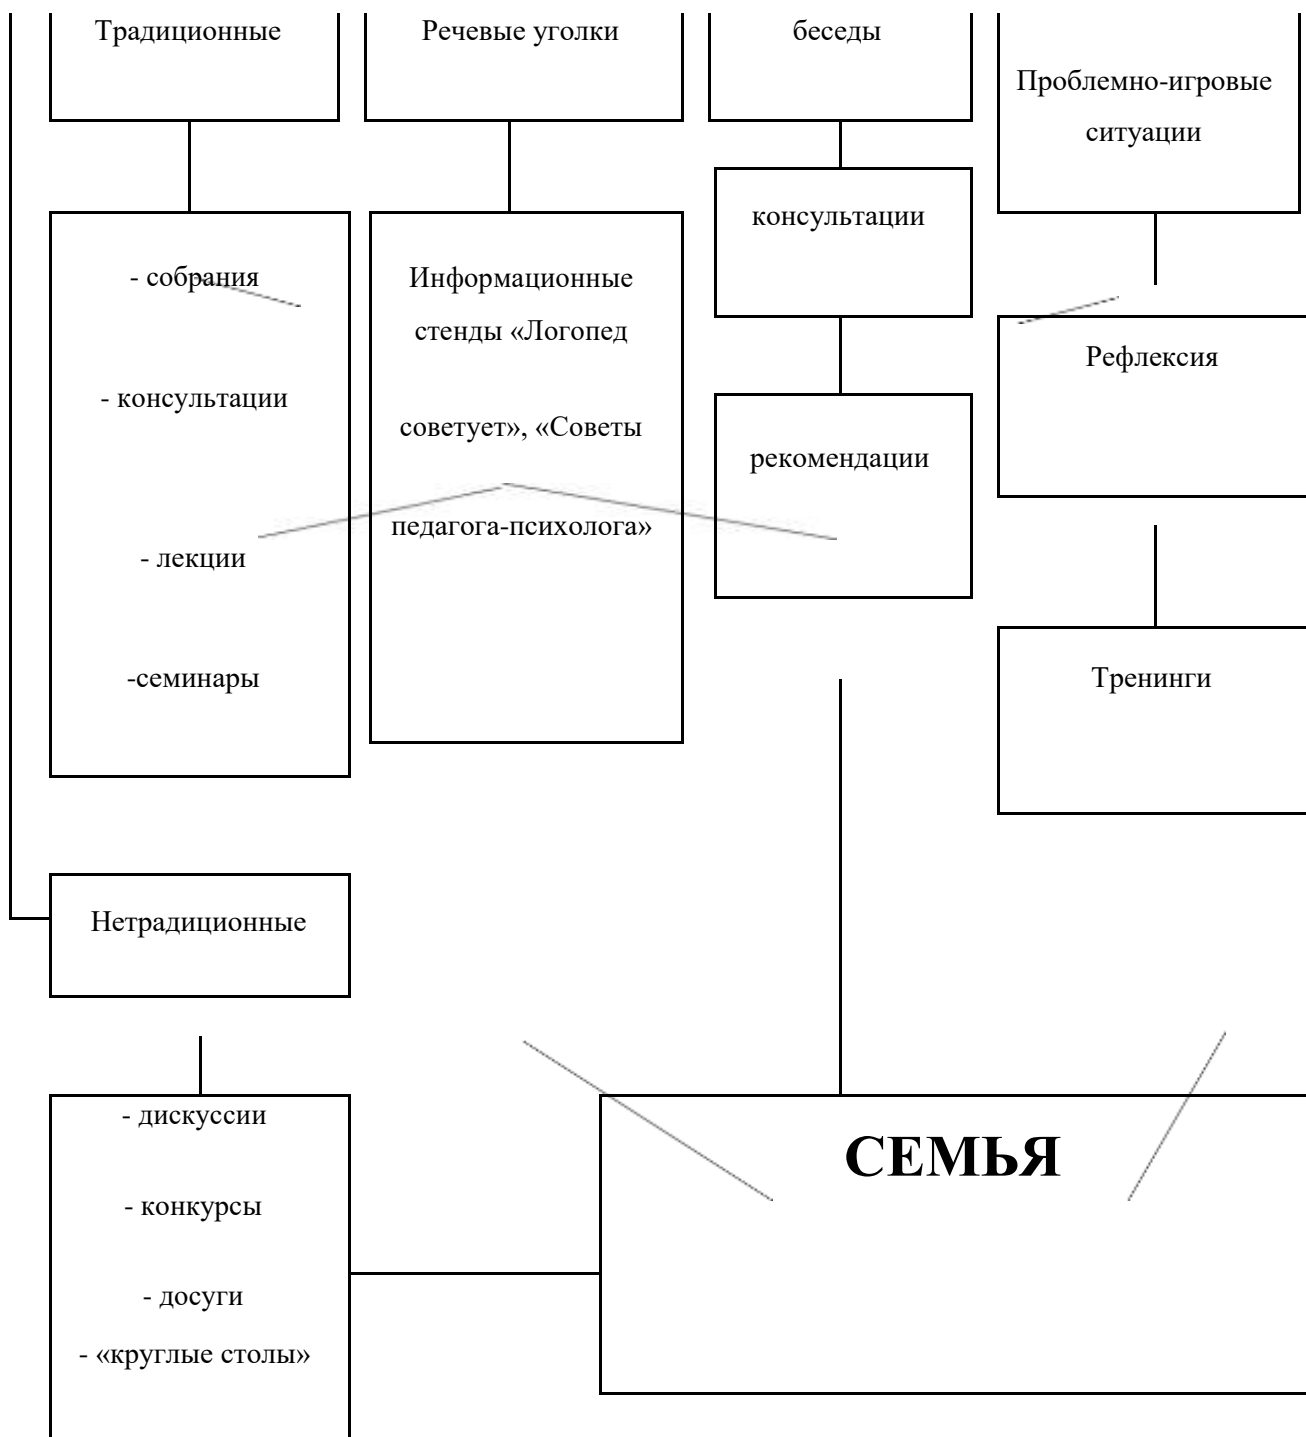 Традиционные
Речевые уголки
беседы
Проблемно-игровые
ситуации
- собрания
- консультации
- лекции
-семинары
Информационные
стенды «Логопед
советует», «Советы
педагога-психолога»
консультации
рекомендации
Рефлексия
Тренинги
Нетрадиционные
- дискуссии
- конкурсы
- досуги
- «круглые столы»
СЕМЬЯ